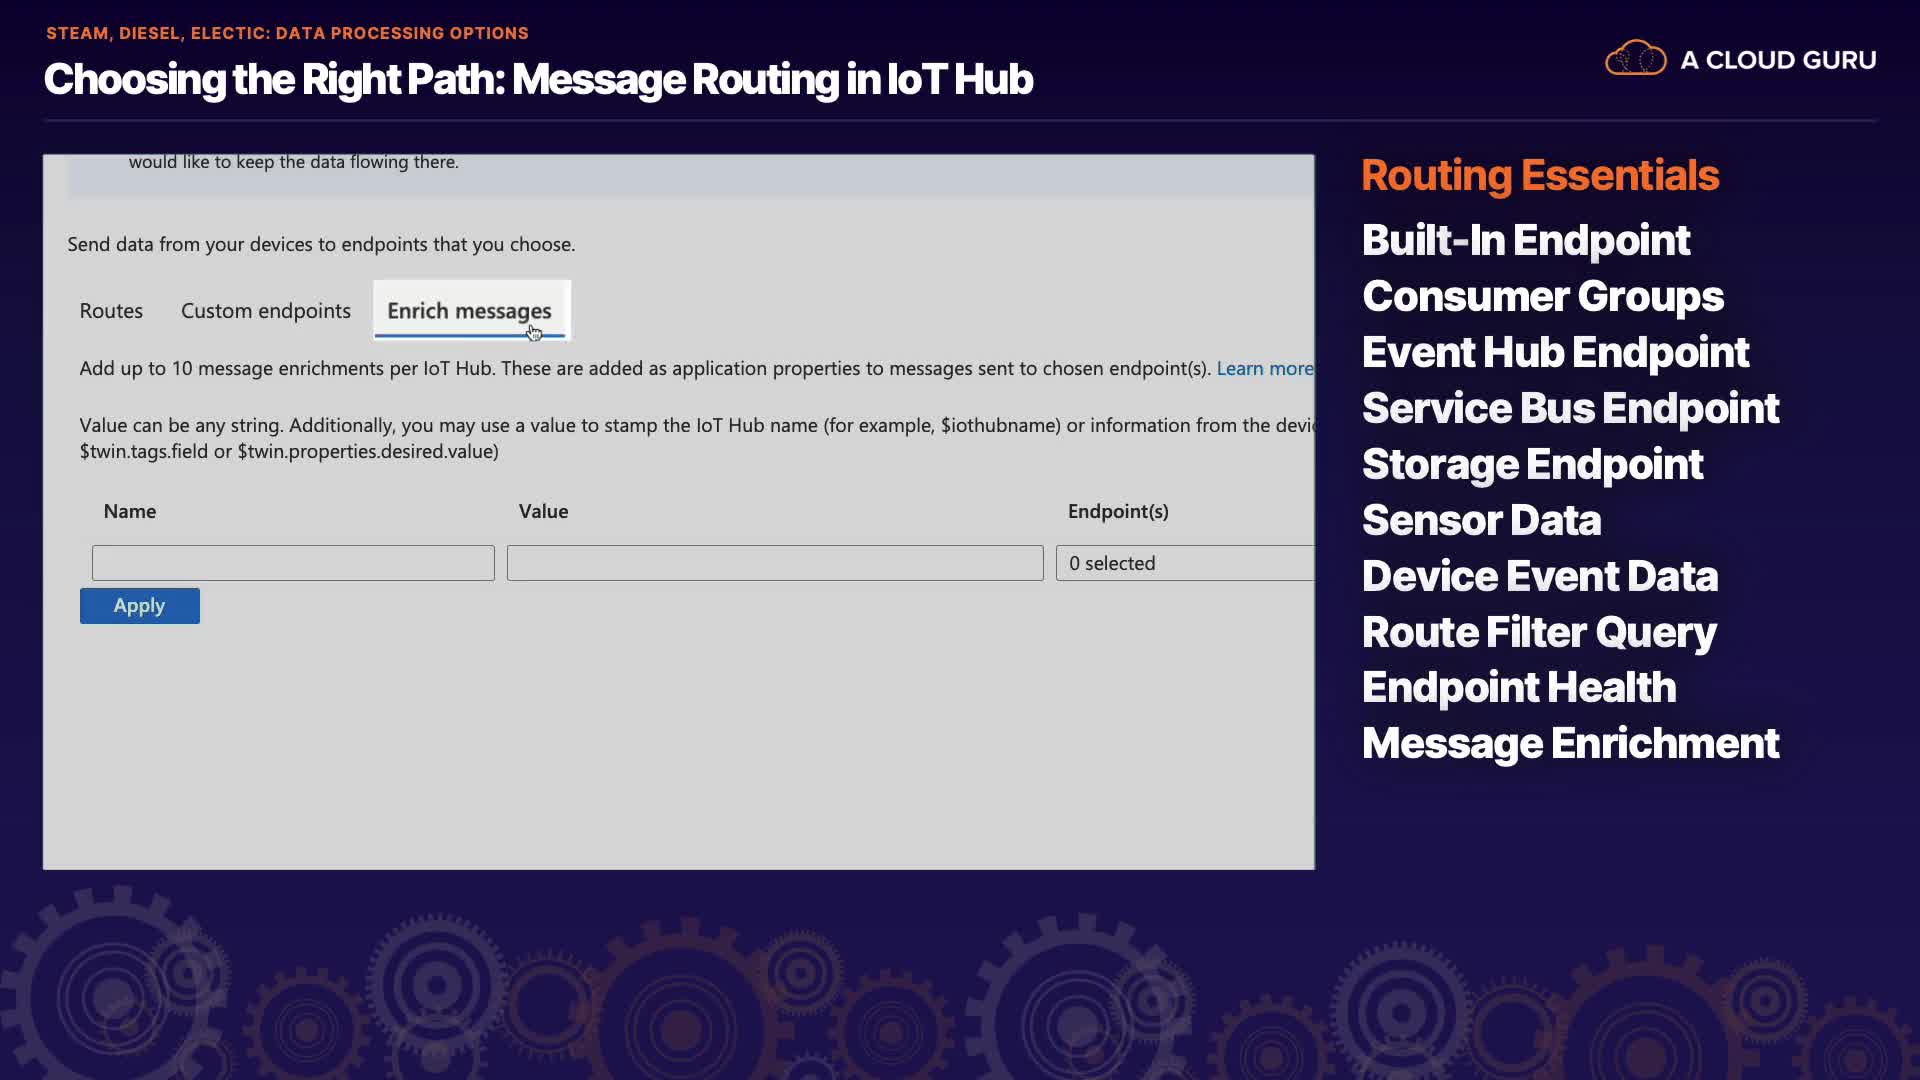 STEAM, DIESEL, ELECTIC: DATA PROCESSING OPTIONS
Choosing the Right Path: Message Routing in IoT Hub
A CLOUD GURU
would like to keep the data flowing there.
Send data from your devices to endpoints that you choose.
Routes Custom endpoints Enrich messages
Add up to 10 message enrichments per IoT Hub. These are added as application properties to messages sent to chosen endpoint(s). Learn more
Value can be any string. Additionally, you may use a value to stamp the IoT Hub name (for example, $iothubname) or information from the devi
$twin.tags.field or $twin.properties.desired.value)
Name Value Endpoint(s)
0 selected
Apply
Routing Essentials
Built-In Endpoint
Consumer Groups
Event Hub Endpoint
Service Bus Endpoint
Storage Endpoint
Sensor Data
Device Event Data
Route Filter Query
Endpoint Health
Message Enrichment